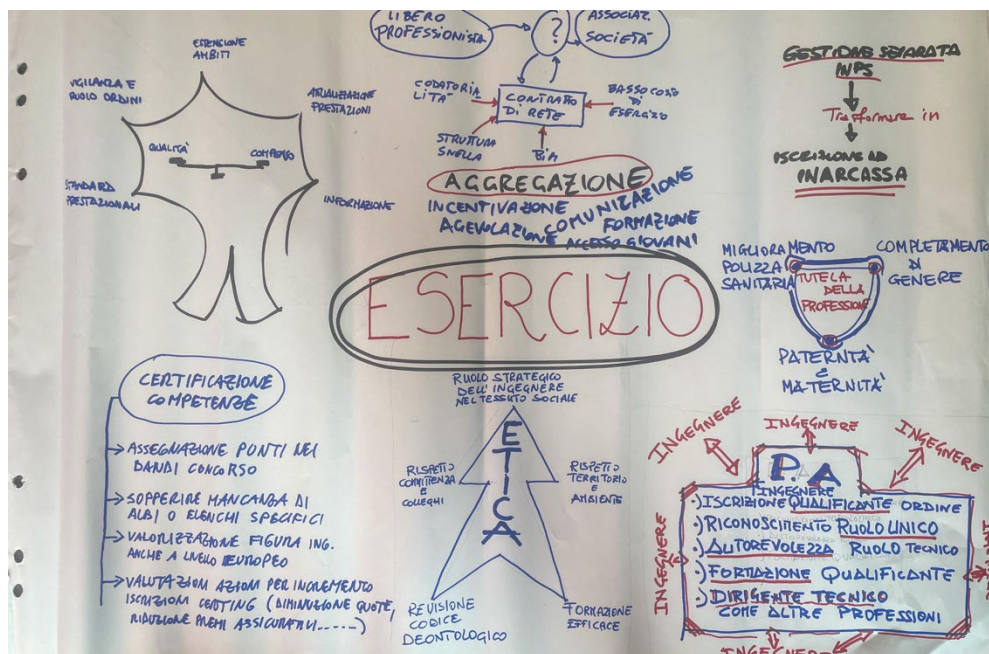 ESTENSIONE
AMBITI
VIGILANZA E
RUOLO ORDINI
ATTUALIZZAZIONE
PRESTAZIONI
QUALITÀ
COMPENSO
STANDARD
PRESTAZIONALI
INFORMAZIONE
LIBERO
PROFESSIONISTA
?
ASSOCIAZ.
SOCIETÀ
CODATORIA
LITÀ
CONTRATTO
DI RETE
BASSO COSTO
DI
ESERCIZIO
STRUTTURA
SNELLA
BIM
AGGREGAZIONE
INCENTIVAZIONE
COMUNICAZIONE
AGEVOLAZIONE
FORMAZIONE
ACCESSO GIOVANI
GESTIONE SEPARATA
INPS
Trasformare in
ISCRIZIONE AD
INARCASSA
ESERCIZIO
MIGLIORAMENTO
POLIZZA
SANITARIA
COMPLETAMENTO
DI
GENERE
TUTELA
DELLA
PROFESSIONE
PATERNITA'
E
MATERNITA'
CERTIFICAZIONE
COMPETENZE
→ ASSEGNAZIONE PUNTI NEI
BANDI CONCORSO
→ SOPPERIRE MANCANZA DI
ALBI O ELENCHI SPECIFICI
→ VALORIZZAZIONE FIGURA ING.
ANCHE A LIVELLO EUROPEO
→ VALUTAZIONI AZIONI PER INCREMENTO
ISCRIZIONI CERTING (DIMINUZIONE QUOTE,
RIDUZIONE PREMI ASSICURATIVI......)
RUOLO STRATEGICO
DELL'INGEGNERE
NEL TESSUTO SOCIALE
ETICA
RISPETTO
COMMITTENZA
E
COLLEGHI
RISPETTO
TERRITORIO
E
AMBIENTE
REVISIONE
CODICE
DEONTOLOGICO
FORMAZIONE
EFFICACE
INGEGNERE
INGEGNERE
INGEGNERE
P.A
INGEGNERE
·) ISCRIZIONE QUALIFICANTE ORDINE
·) RICONOSCIMENTO RUOLO UNICO
·) AUTOREVOLEZZA RUOLO TECNICO
·) FORMAZIONE QUALIFICANTE
·) DIRIGENTE TECNICO
COME ALTRE PROFESSIONI
INGEGNERE
INGEGNERE